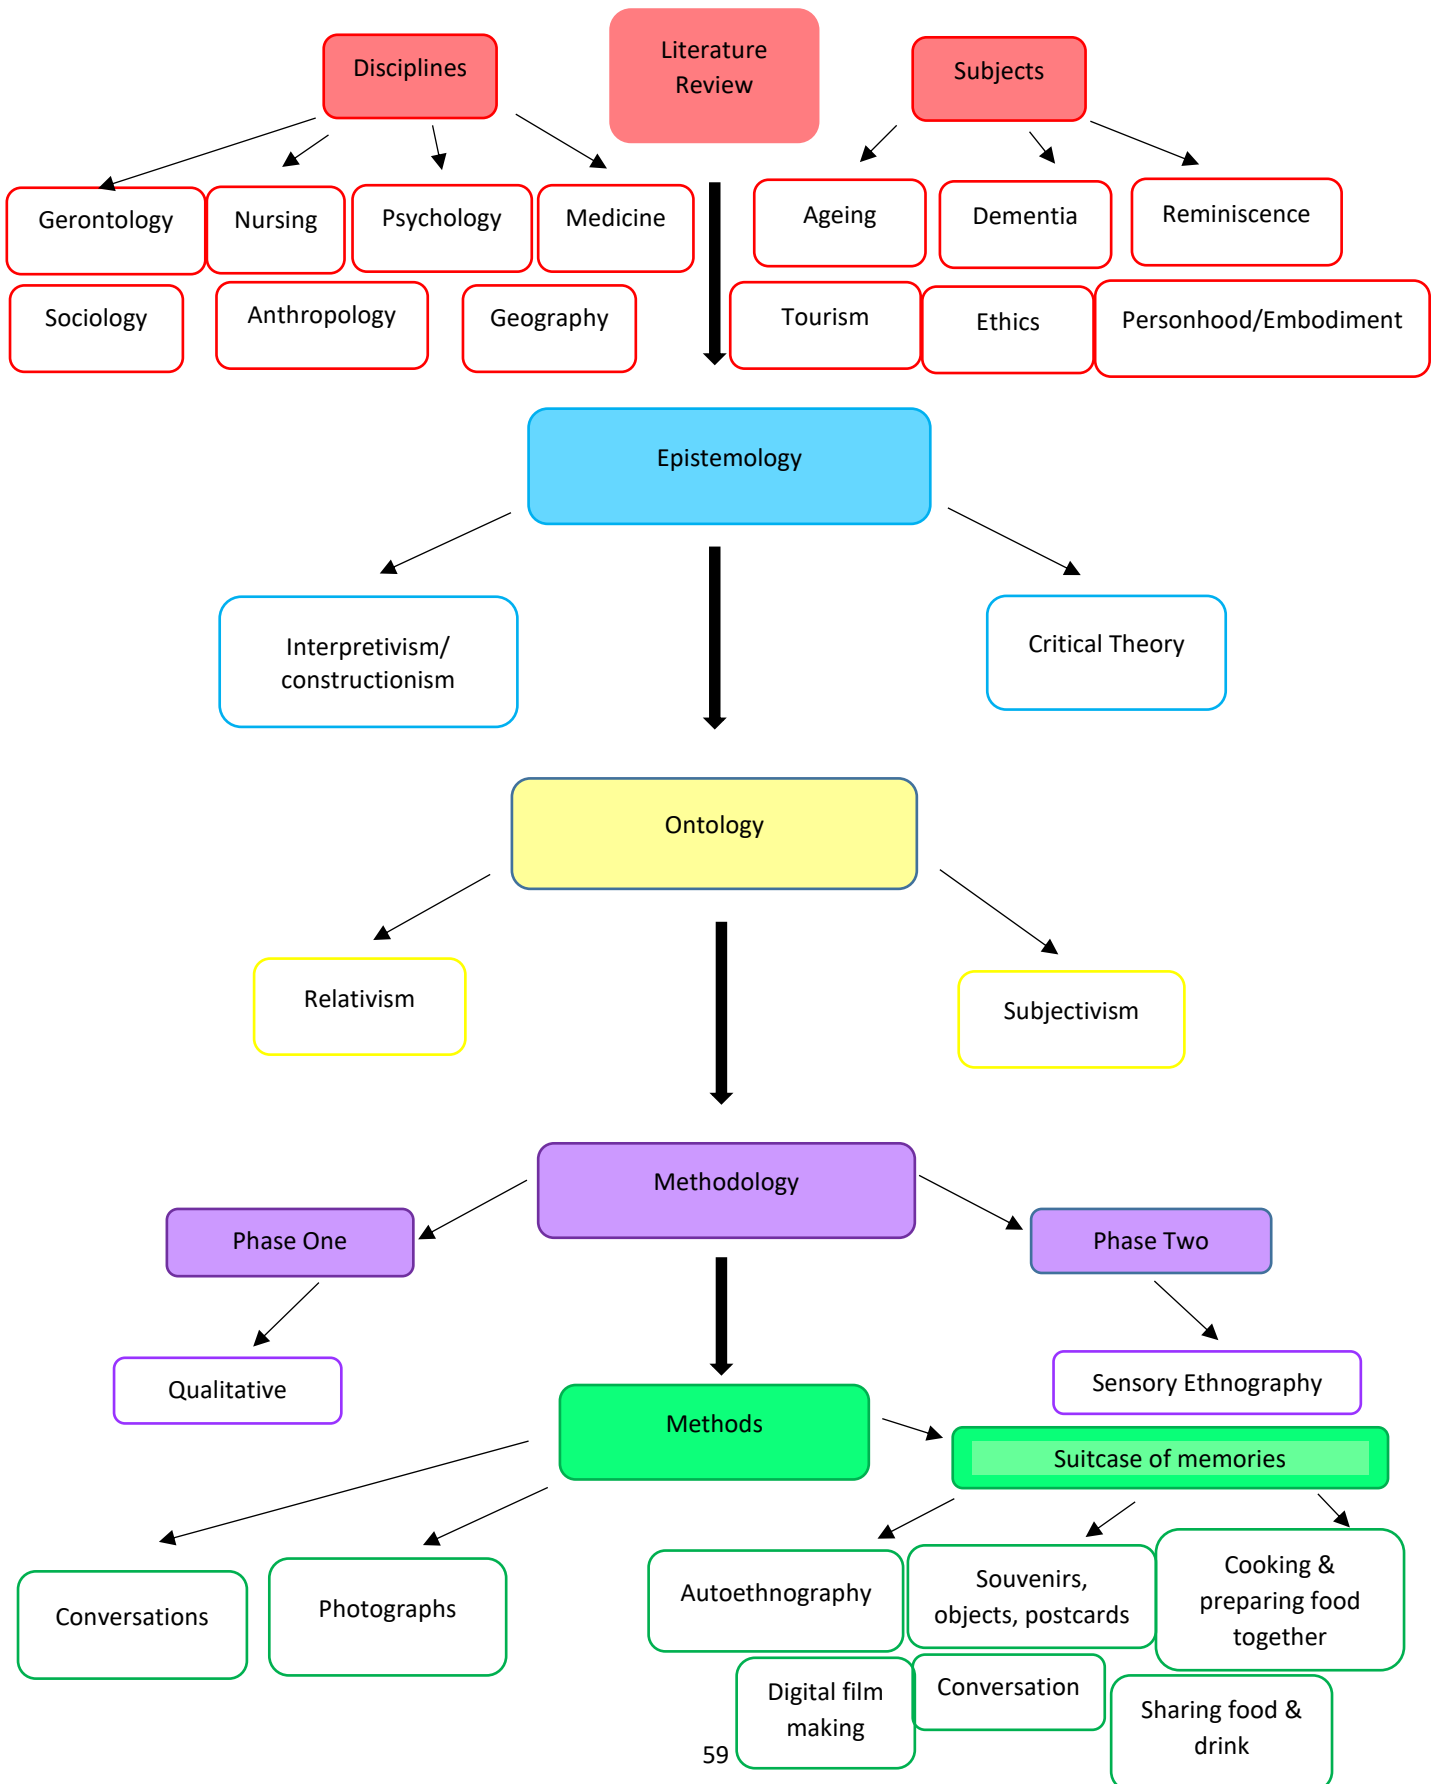 Disciplines
Literature
Review
Subjects
Gerontology
Nursing
Psychology
Medicine
Ageing
Dementia
Reminiscence
Sociology
Anthropology
Geography
Tourism
Ethics
Personhood/Embodiment
Epistemology
Interpretivism/
constructionism
Critical Theory
Ontology
Relativism
Subjectivism
Methodology
Phase One
Phase Two
Qualitative
Sensory Ethnography
Methods
Suitcase of memories
Conversations
Photographs
Autoethnography
Souvenirs,
objects, postcards
Cooking &
preparing food
together
Digital film
making
Conversation
Sharing food &
drink
59